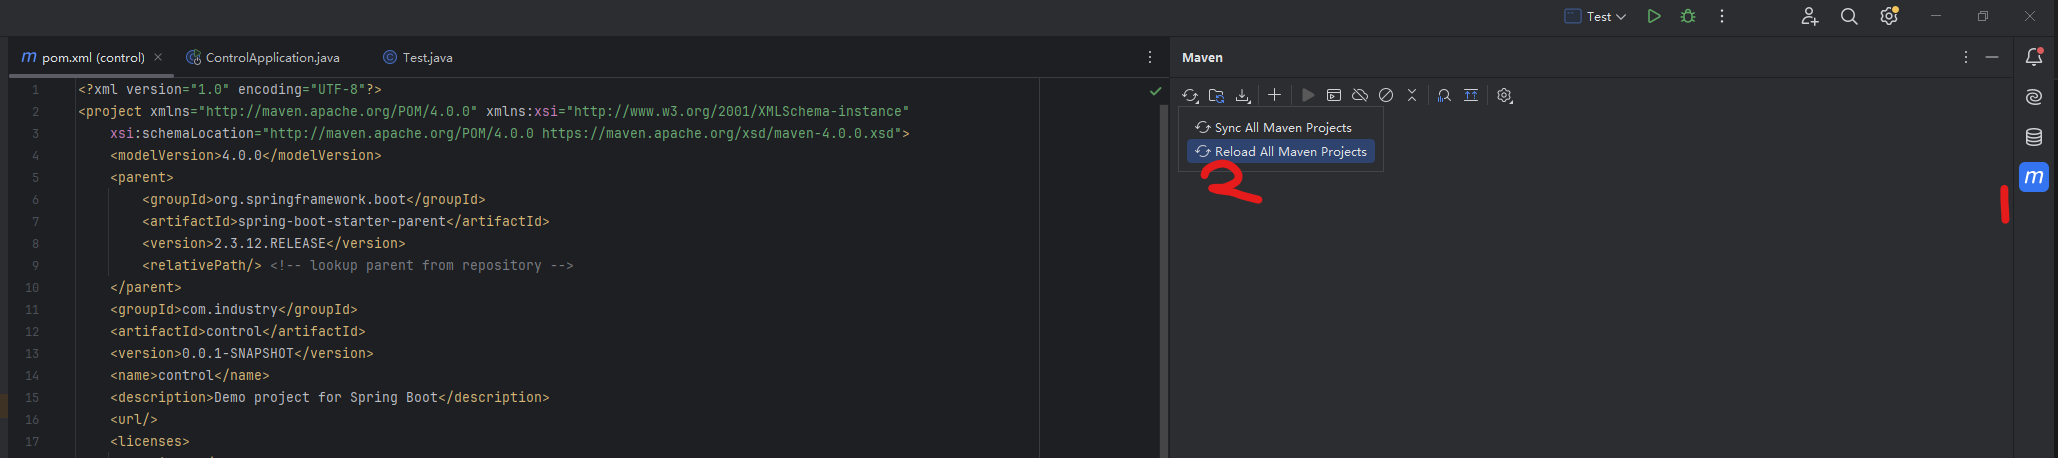 Test
m pom.xml (control)
ControlApplication.java
Test.java
Maven
1 <?xml version="1.0" encoding="UTF-8"?>
2 <project xmlns="http://maven.apache.org/POM/4.0.0" xmlns:xsi="http://www.w3.org/2001/XMLSchema-instance"
3 xsi:schemaLocation="http://maven.apache.org/POM/4.0.0 https://maven.apache.org/xsd/maven-4.0.0.xsd">
4 <modelVersion>4.0.0</modelVersion>
5 <parent>
6 <groupId>org.springframework.boot</groupId>
7 <artifactId>spring-boot-starter-parent</artifactId>
8 <version>2.3.12.RELEASE</version>
9 <relativePath/> <!-- lookup parent from repository -->
10 </parent>
11 <groupId>com.industry</groupId>
12 <artifactId>control</artifactId>
13 <version>0.0.1-SNAPSHOT</version>
14 <name>control</name>
15 <description>Demo project for Spring Boot</description>
16 <url/>
17 <licenses>
Sync All Maven Projects
Reload All Maven Projects
2
m
1